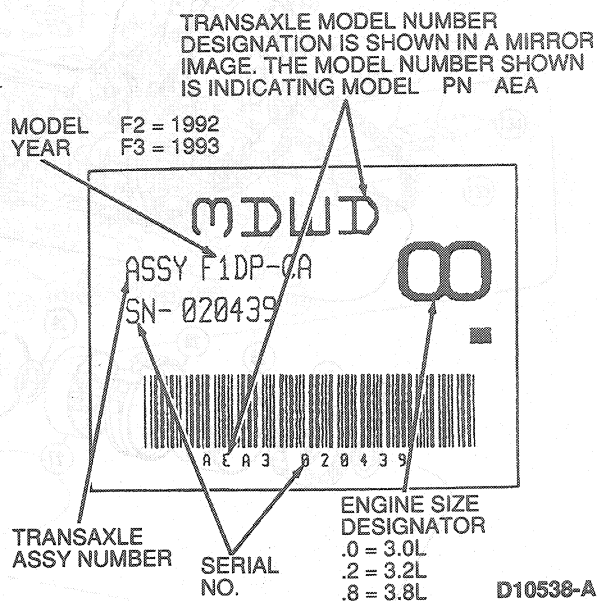 TRANSAXLE MODEL NUMBER
DESIGNATION IS SHOWN IN A MIRROR
IMAGE. THE MODEL NUMBER SHOWN
IS INDICATING MODEL PN AEA
MODEL YEAR
F2 = 1992
F3 = 1993
ASSY F1DP-CA
SN- 020439
.8
AEA3 020439
TRANSAXLE
ASSY NUMBER
SERIAL
NO.
ENGINE SIZE
DESIGNATOR
.0 = 3.0L
.2 = 3.2L
.8 = 3.8L
D10538-A